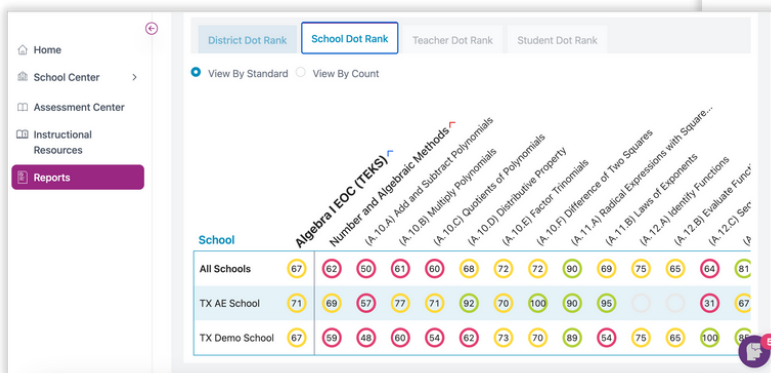 Home
School Center
Assessment Center
Instructional
Resources
Reports
District Dot Rank School Dot Rank Teacher Dot Rank Student Dot Rank
View By Standard View By Count
School
Algebra I EOC (TEKS)
Number and Algebraic Methods
(A.10.A) Add and Subtract Polynomials
(A.10.B) Multiply Polynomials
(A.10.C) Quotients of Polynomials
(A.10.D) Distributive Property
(A.10.E) Factor Trinomials
(A.10.F) Difference of Two Squares
(A.11.A) Radical Expressions with Square...
(A.11.B) Laws of Exponents
(A.12.A) Identify Functions
(A.12.B) Evaluate
(A.12.C)
All Schools 67 62 50 61 60 68 72 72 90 69 75 65 64 81
TX AE School 71 69 57 77 71 92 70 100 90 95 31 67
TX Demo School 67 59 48 60 54 62 73 70 89 54 75 65 100